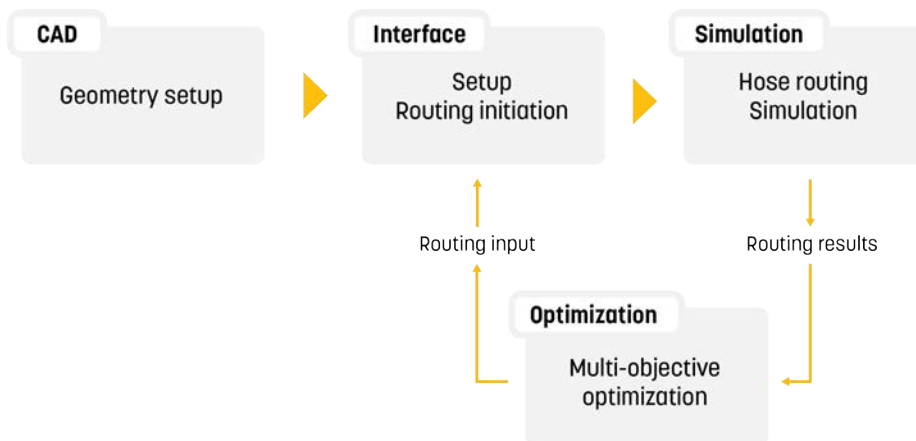 CAD
Geometry setup
Interface
Setup
Routing initiation
Simulation
Hose routing
Simulation
Routing input
Routing results
Optimization
Multi-objective
optimization